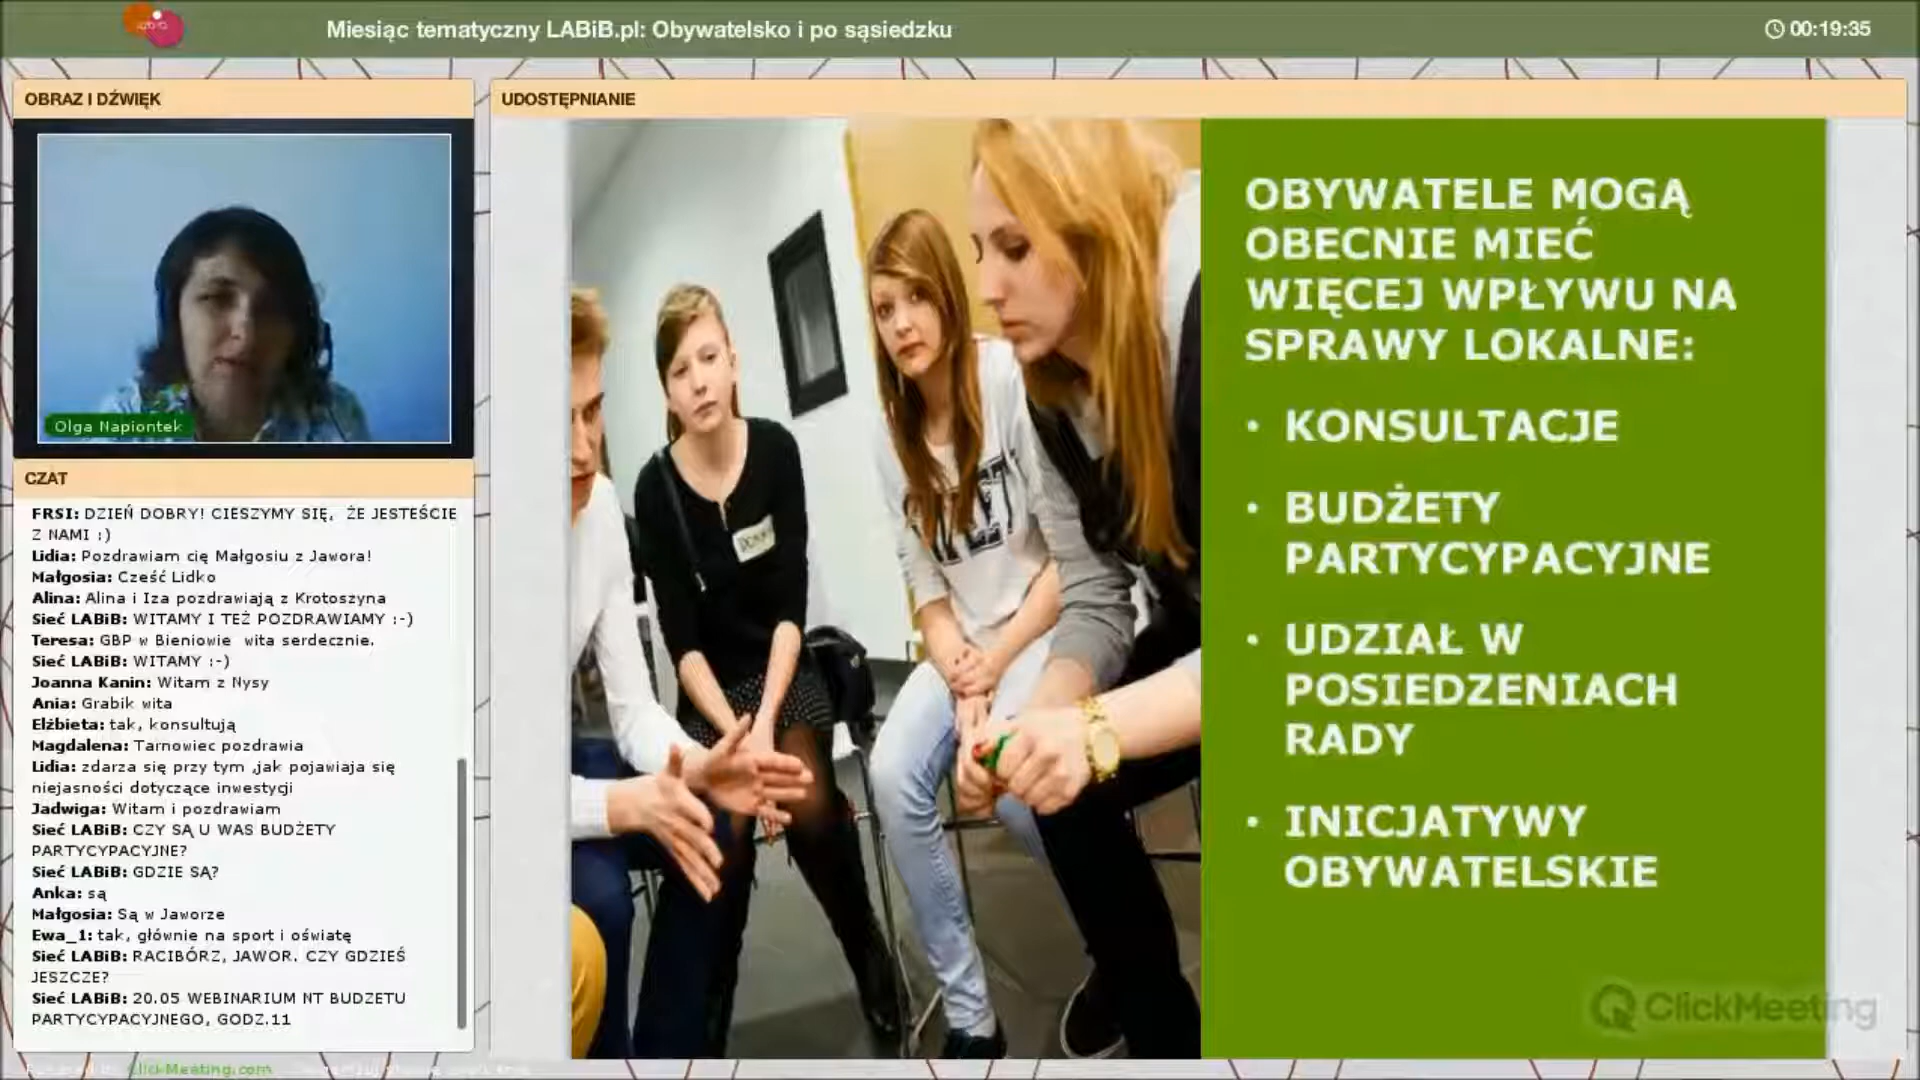 Miesiąc tematyczny LABiB.pl: Obywatelsko i po sąsiedzku
00:19:35
OBRAZ I DŹWIĘK
Olga Napiontek
CZAT
FRSI: DZIEŃ DOBRY! CIESZYMY SIĘ, ŻE JESTEŚCIE
Z NAMI :)
Lidia: Pozdrawiam cię Małgosiu z Jawora!
Małgosia: Cześć Lidko
Alina: Alina i Iza pozdrawiają z Krotoszyna
Sieć LABiB: WITAMY I TEŻ POZDRAWIAMY :-)
Teresa: GBP w Bieniowie wita serdecznie.
Sieć LABiB: WITAMY :-)
Joanna Kanin: Witam z Nysy
Ania: Grabik wita
Elżbieta: tak, konsultują
Magdalena: Tarnowiec pozdrawia
Lidia: zdarza się przy tym ,jak pojawiaja się
niejasności dotyczące inwestycji
Jadwiga: Witam i pozdrawiam
Sieć LABiB: CZY SĄ U WAS BUDŻETY
PARTYCYPACYJNE?
Sieć LABiB: GDZIE SĄ?
Anka: są
Małgosia: Są w Jaworze
Ewa_1: tak, głównie na sport i oświatę
Sieć LABiB: RACIBÓRZ, JAWOR. CZY GDZIEŚ
JESZCZE?
Sieć LABiB: 20.05 WEBINARIUM NT BUDZETU
PARTYCYPACYJNEGO, GODZ.11
ClickMeeting.com
UDOSTĘPNIANIE
OBYWATELE MOGĄ
OBECNIE MIEĆ
WIĘCEJ WPŁYWU NA
SPRAWY LOKALNE:
• KONSULTACJE
• BUDŻETY
PARTYCYPACYJNE
• UDZIAŁ W
POSIEDZENIACH
RADY
• INICJATYWY
OBYWATELSKIE
ClickMeeting